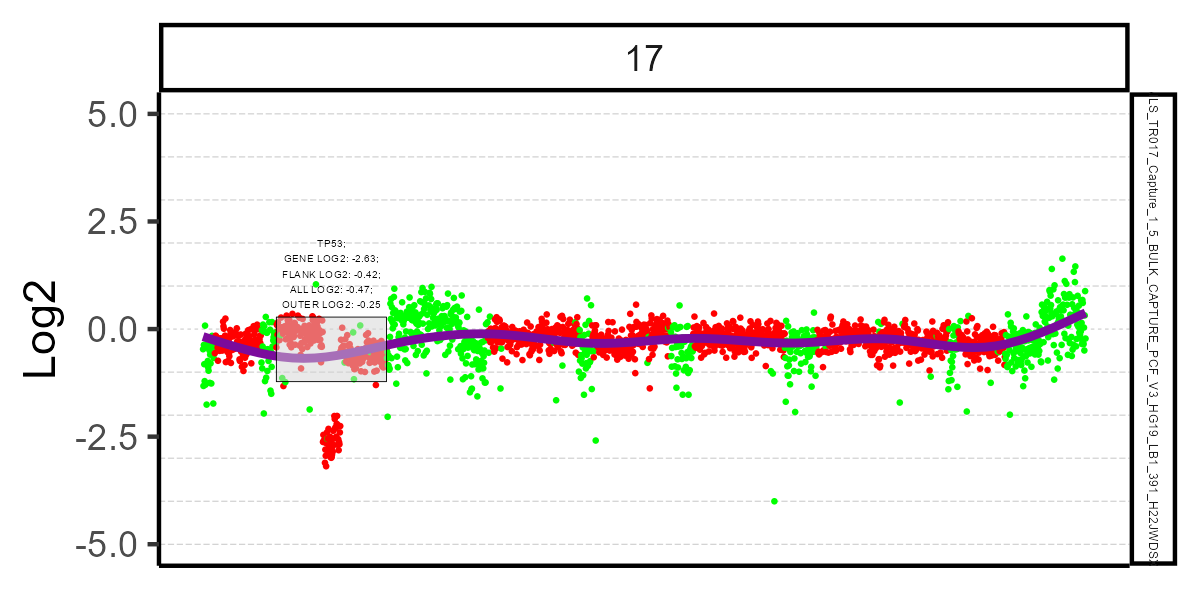 17
Log2
5.0
2.5
0.0
-2.5
-5.0
TP53;
GENE LOG2: -2.63;
FLANK LOG2: -0.42;
ALL LOG2: -0.47;
OUTER LOG2: -0.25
LS_TR017_Capture_1_5_BULK_CAPTURE_PCF_V3_HG19_LB1_391_H22JWDS